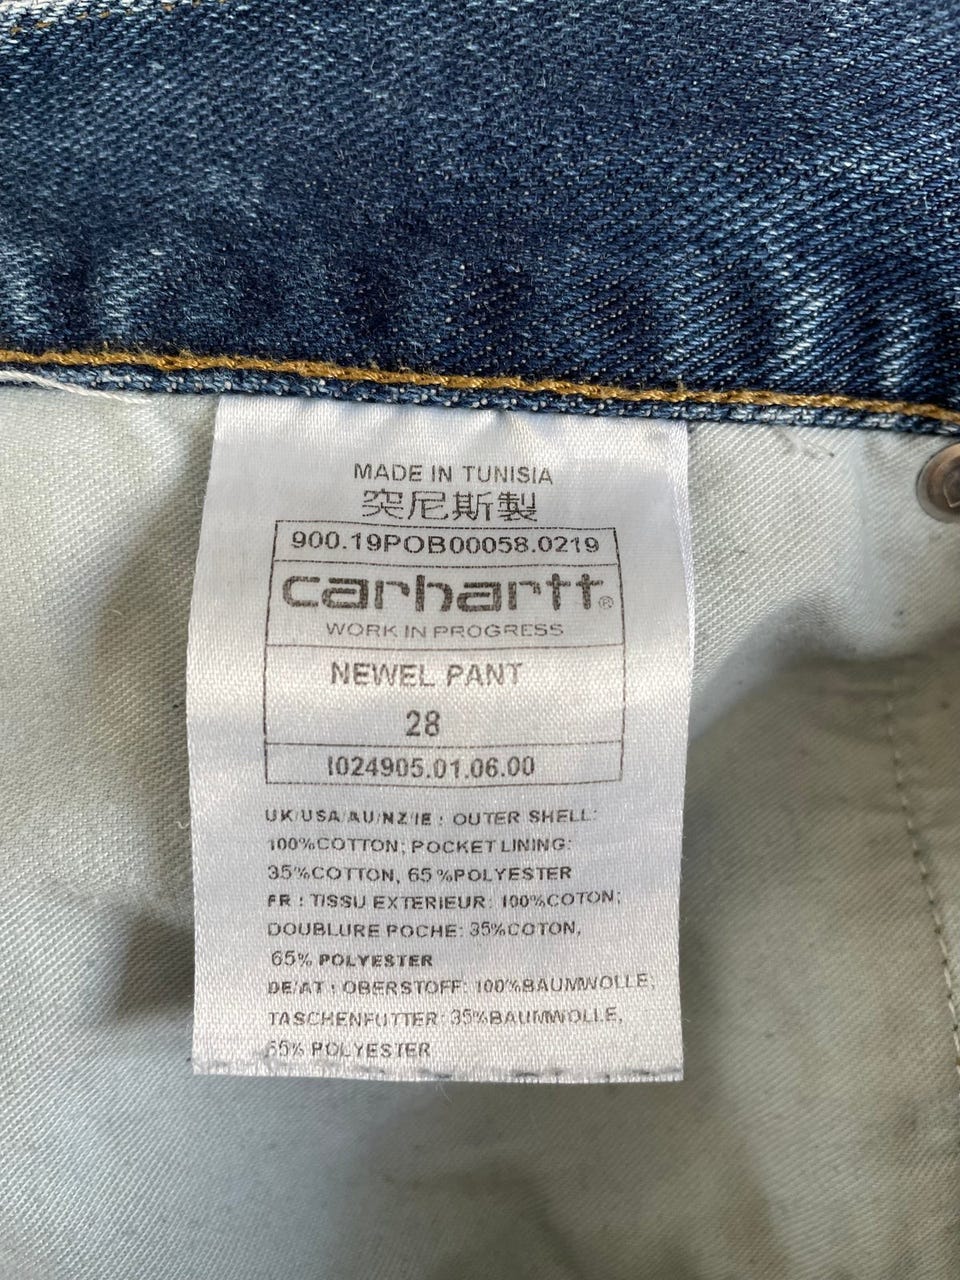 MADE IN TUNISIA
突尼斯製
900.19POB00058.0219
carhartt®
WORK IN PROGRESS
NEWEL PANT
28
I024905.01.06.00
UK/USA/AU/NZ/IE : OUTER SHELL:
100%COTTON; POCKET LINING:
35%COTTON, 65%POLYESTER
FR : TISSU EXTERIEUR: 100%COTON;
DOUBLURE POCHE: 35%COTON,
65% POLYESTER
DE/AT : OBERSTOFF: 100%BAUMWOLLE;
TASCHENFUTTER: 35%BAUMWOLLE,
65% POLYESTER